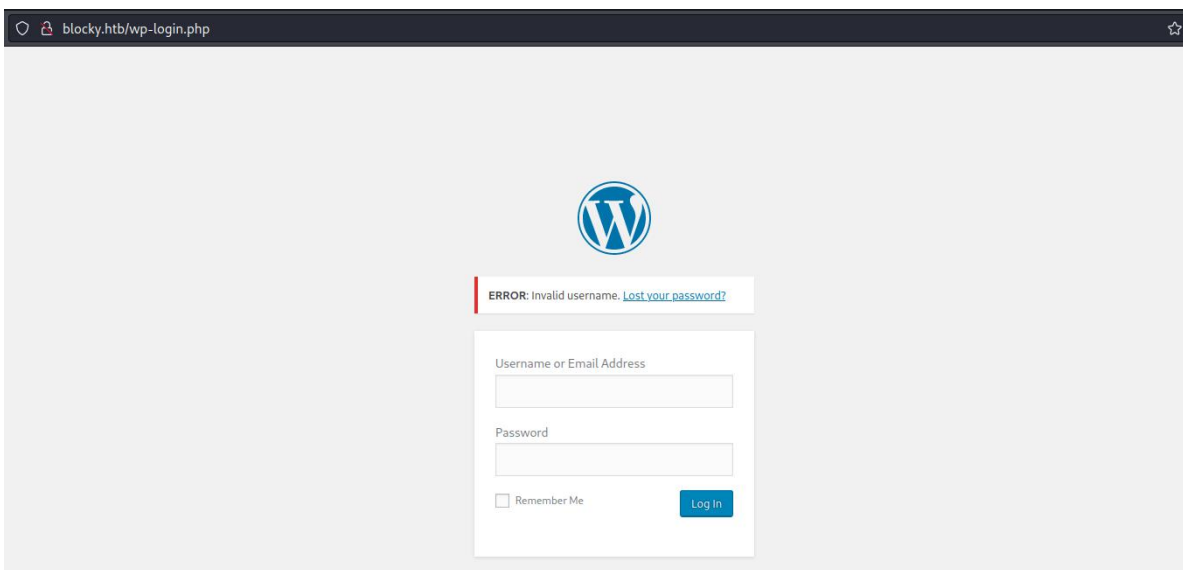 blocky.htb/wp-login.php
ERROR: Invalid username. Lost your password?
Username or Email Address
Password
Remember Me
Log In